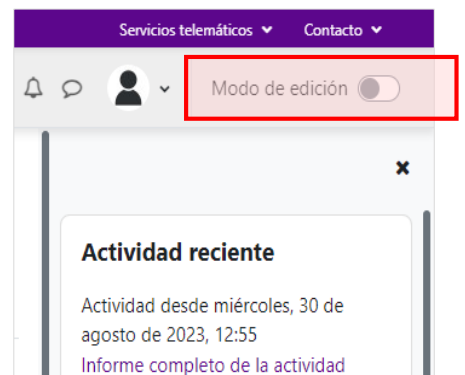 Servicios telemáticos Contacto
Modo de edición
Actividad reciente
Actividad desde miércoles, 30 de
agosto de 2023, 12:55
Informe completo de la actividad